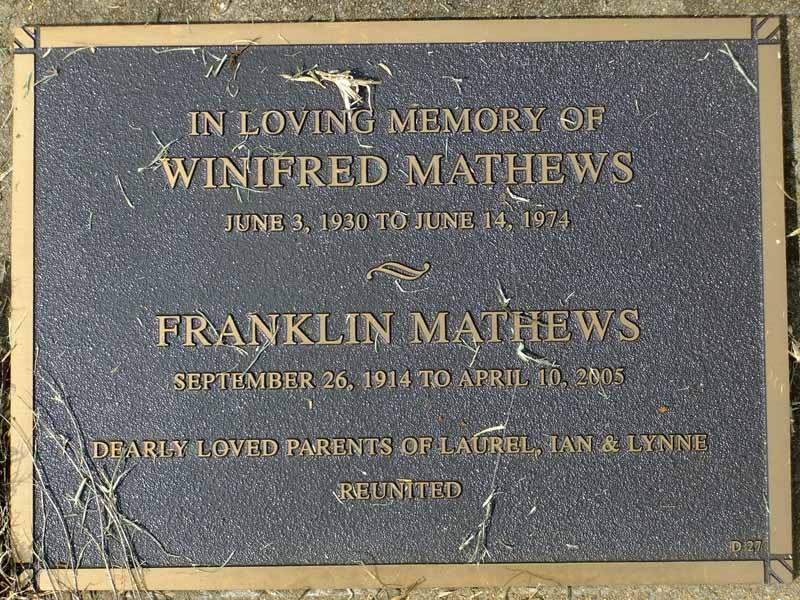 IN LOVING MEMORY OF
WINIFRED MATHEWS
JUNE 3, 1930 TO JUNE 14, 1974
FRANKLIN MATHEWS
SEPTEMBER 26, 1914 TO APRIL 10, 2005
DEARLY LOVED PARENTS OF LAUREL, IAN & LYNNE
REUNITED
D 27